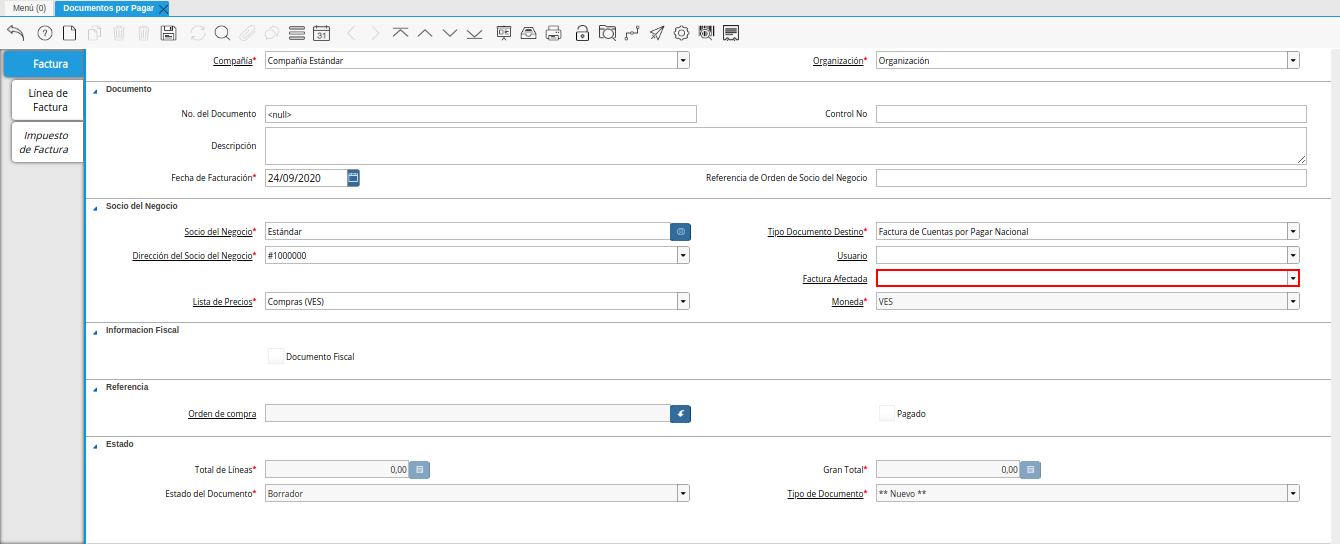 Menú (0) Documentos por Pagar
31
Factura
Línea de
Factura
Impuesto
de Factura
Compañía* Compañía Estándar Organización* Organización
Documento
No. del Documento <null> Control No
Descripción
Fecha de Facturación* 24/09/2020 Referencia de Orden de Socio del Negocio
Socio del Negocio
Socio del Negocio* Estándar Tipo Documento Destino* Factura de Cuentas por Pagar Nacional
Dirección del Socio del Negocio* #1000000 Usuario
Factura Afectada
Lista de Precios* Compras (VES) Moneda* VES
Informacion Fiscal
Documento Fiscal
Referencia
Orden de compra Pagado
Estado
Total de Líneas* 0,00 Gran Total* 0,00
Estado del Documento* Borrador Tipo de Documento* ** Nuevo **